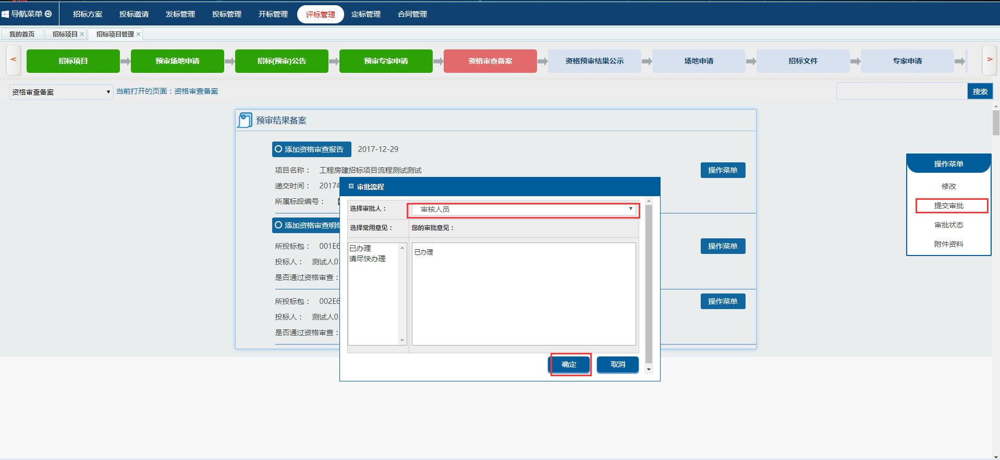 导航菜单 招标方案 投标邀请 发标管理 投标管理 开标管理 评标管理 定标管理 合同管理
我的首页 招标项目 招标项目管理
< 招标项目 预审场地申请 招标(预审)公告 预审专家申请 资格审查备案 资格预审结果公示 场地申请 招标文件 专家申请 >
资格审查备案 当前打开的页面：资格审查备案 搜索
预审结果备案
添加资格审查报告 2017-12-29
项目名称： 工程房建招标项目流程测试测试 操作菜单
递交时间： 2017
所属标段编号：
添加资格审查明
所投标包： 001E6 操作菜单
投标人： 测试人0
是否通过资格审查：
所投标包： 002E6 操作菜单
投标人： 测试人0
是否通过资格审查：
审批流程
选择审批人： 审核人员
选择常用意见： 您的审批意见：
已办理
请尽快办理
已办理
确定 取消
操作菜单
修改
提交审批
审批状态
附件资料